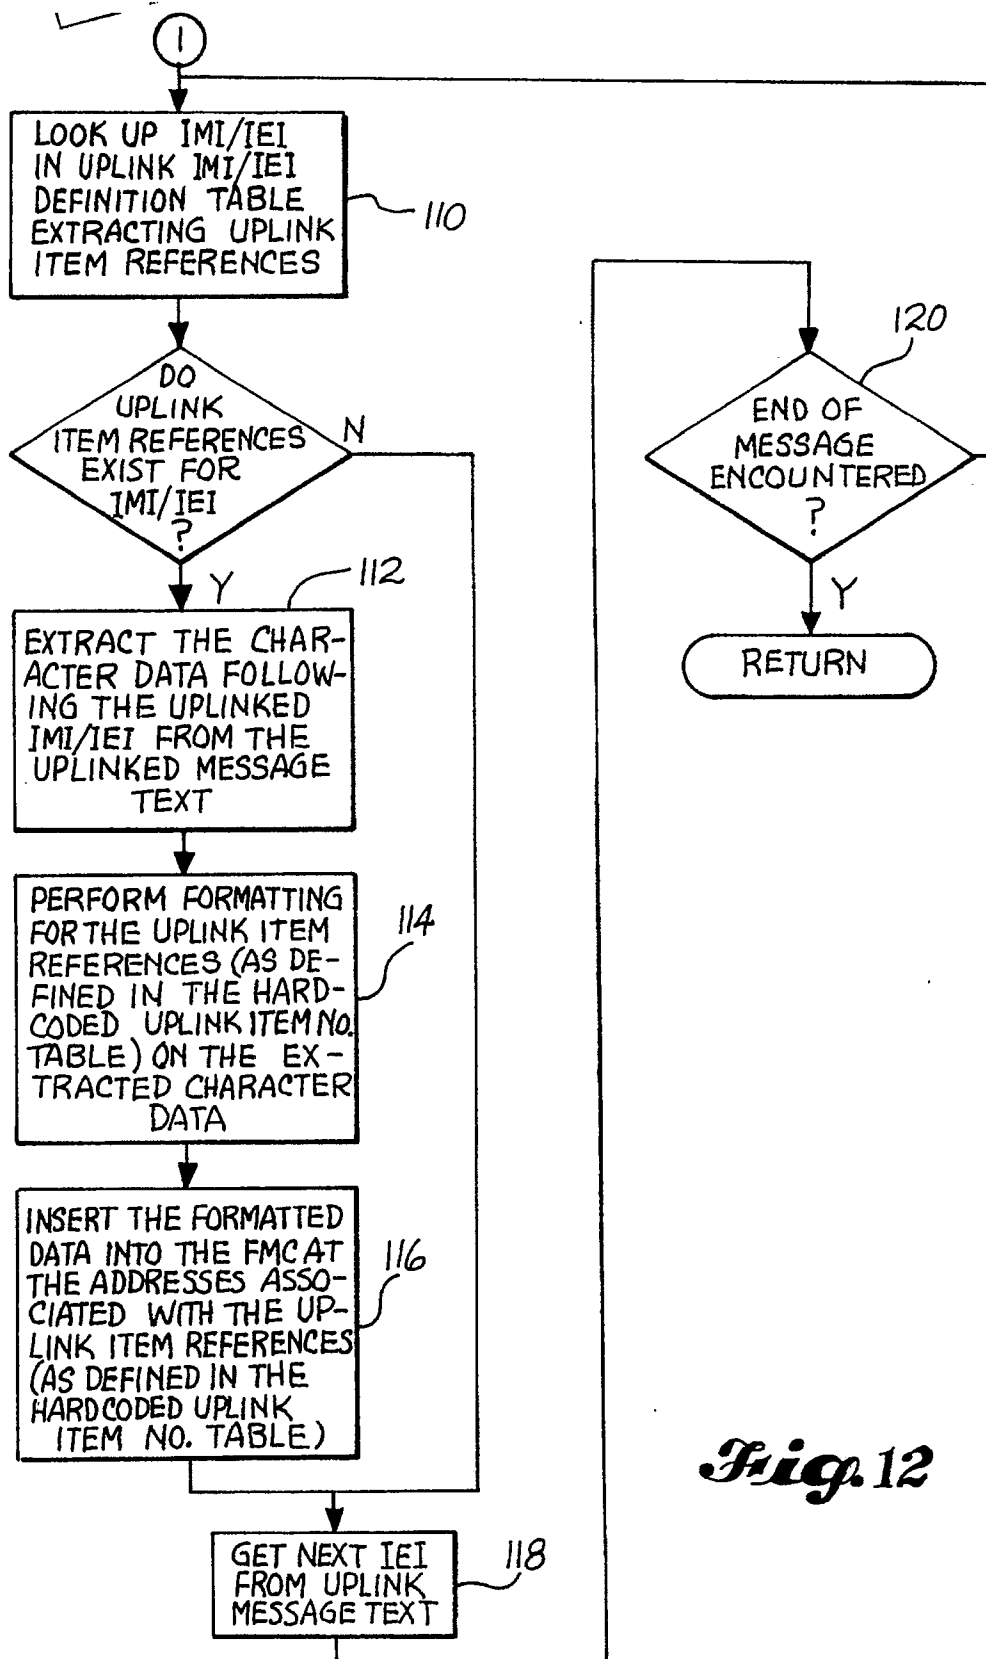 1
LOOK UP IMI/IEI
IN UPLINK IMI/IEI
DEFINITION TABLE
EXTRACTING UPLINK
ITEM REFERENCES
110
DO
UPLINK
ITEM REFERENCES
EXIST FOR
IMI/IEI
?
N
Y
112
EXTRACT THE CHAR-
ACTER DATA FOLLOW-
ING THE UPLINKED
IMI/IEI FROM THE
UPLINKED MESSAGE
TEXT
PERFORM FORMATTING
FOR THE UPLINK ITEM
REFERENCES (AS DE-
FINED IN THE HARD-
CODED UPLINK ITEM NO.
TABLE) ON THE EX-
TRACTED CHARACTER
DATA
114
INSERT THE FORMATTED
DATA INTO THE FMC AT
THE ADDRESSES ASSO-
CIATED WITH THE UP-
LINK ITEM REFERENCES
(AS DEFINED IN THE
HARDCODED UPLINK
ITEM NO. TABLE)
116
GET NEXT IEI
FROM UPLINK
MESSAGE TEXT
118
120
END OF
MESSAGE
ENCOUNTERED
?
Y
RETURN
Fig. 12